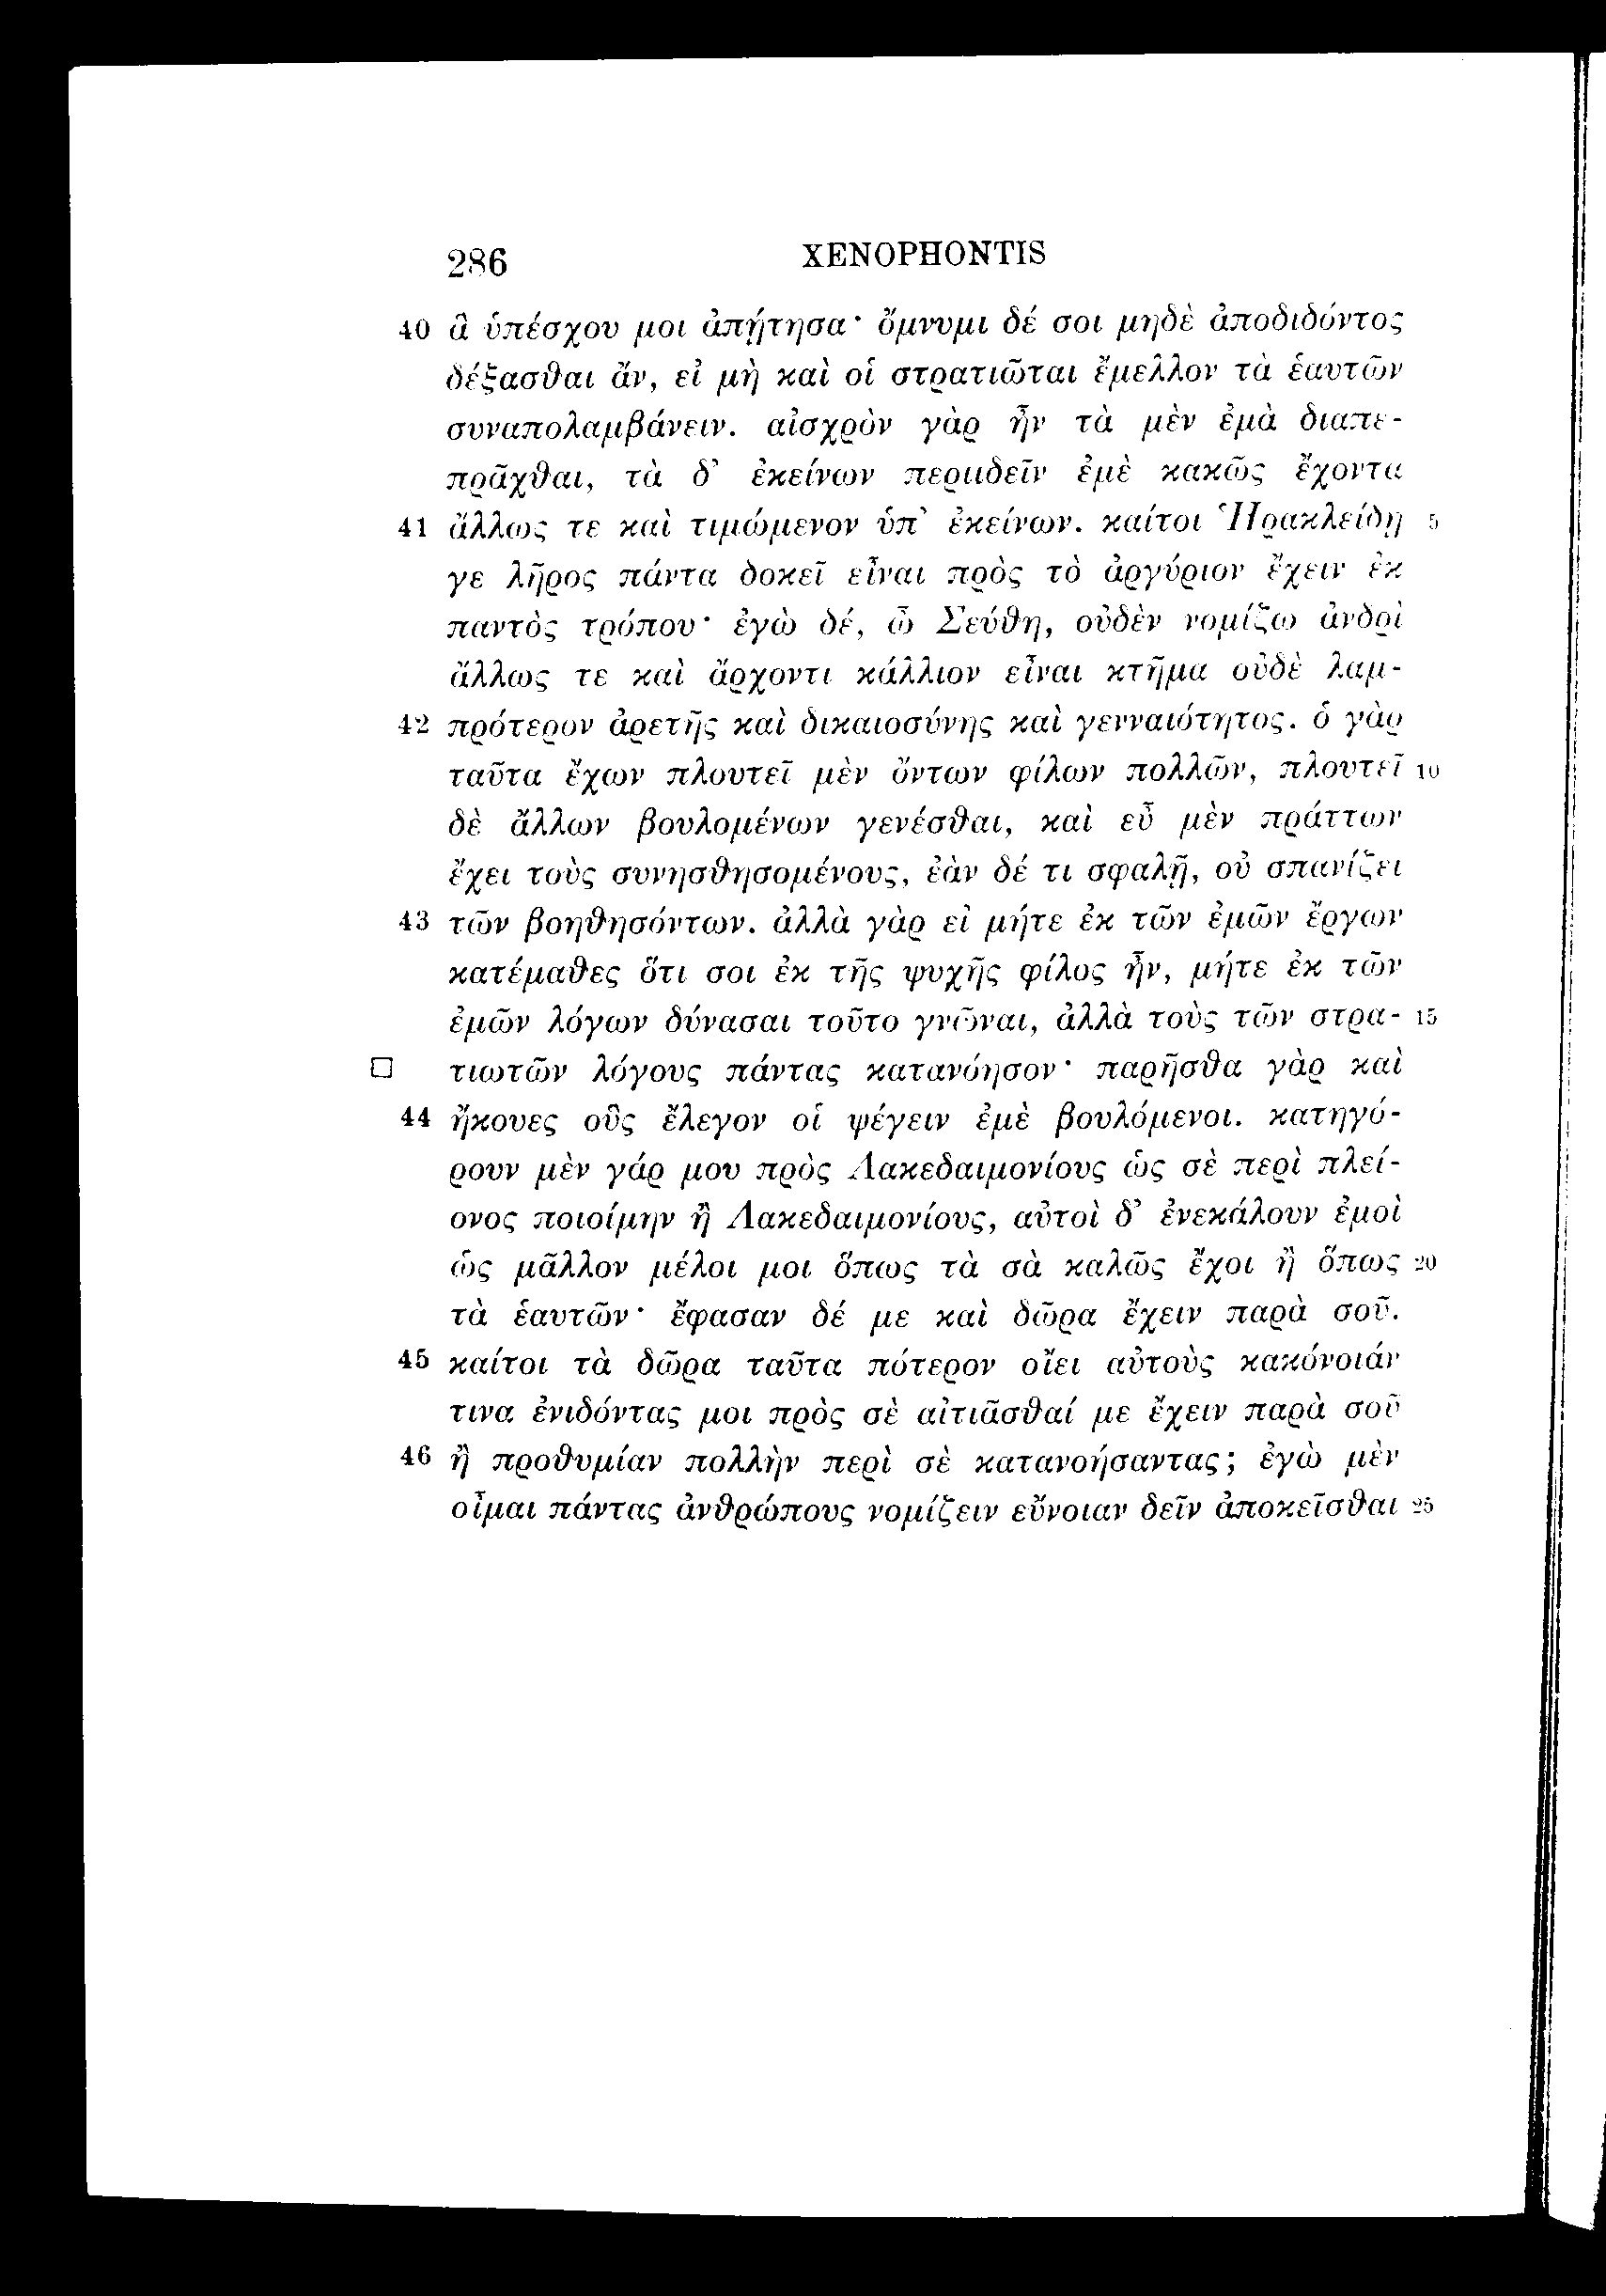 286 XENOPHONTIS
40 ἃ ὑπέσχου μοι ἀπῄτησα· ὄμνυμι δέ σοι μηδὲ ἀποδιδόντος
δέξασθαι ἄν, εἰ μὴ καὶ οἱ στρατιῶται ἔμελλον τὰ ἑαυτῶν
συναπολαμβάνειν. αἰσχρὸν γὰρ ἦν τὰ μὲν ἐμὰ διαπε-
πρᾶχθαι, τὰ δ’ ἐκείνων περιιδεῖν ἐμὲ κακῶς ἔχοντα
41 ἄλλως τε καὶ τιμώμενον ὑπ’ ἐκείνων. καίτοι Ἡρακλείδῃ 5
γε λῆρος πάντα δοκεῖ εἶναι πρὸς τὸ ἀργύριον ἔχειν ἐκ
παντὸς τρόπου· ἐγὼ δέ, ὦ Σεύθη, οὐδὲν νομίζω ἀνδρὶ
ἄλλως τε καὶ ἄρχοντι κάλλιον εἶναι κτῆμα οὐδὲ λαμ-
42 πρότερον ἀρετῆς καὶ δικαιοσύνης καὶ γενναιότητος. ὁ γὰρ
ταῦτα ἔχων πλουτεῖ μὲν ὄντων φίλων πολλῶν, πλουτεῖ 10
δὲ ἄλλων βουλομένων γενέσθαι, καὶ εὖ μὲν πράττων
ἔχει τοὺς συνησθησομένους, ἐὰν δέ τι σφαλῇ, οὐ σπανίζει
43 τῶν βοηθησόντων. ἀλλὰ γὰρ εἰ μήτε ἐκ τῶν ἐμῶν ἔργων
κατέμαθες ὅτι σοι ἐκ τῆς ψυχῆς φίλος ἦν, μήτε ἐκ τῶν
ἐμῶν λόγων δύνασαι τοῦτο γνῶναι, ἀλλὰ τοὺς τῶν στρα- 15
τιωτῶν λόγους πάντας κατανόησον· παρῆσθα γὰρ καὶ
44 ἤκουες οὓς ἔλεγον οἱ ψέγειν ἐμὲ βουλόμενοι. κατηγό-
ρουν μὲν γάρ μου πρὸς Λακεδαιμονίους ὡς σὲ περὶ πλεί-
ονος ποιοίμην ἢ Λακεδαιμονίους, αὐτοὶ δ’ ἐνεκάλουν ἐμοὶ
ὡς μᾶλλον μέλοι μοι ὅπως τὰ σὰ καλῶς ἔχοι ἢ ὅπως 20
τὰ ἑαυτῶν· ἔφασαν δέ με καὶ δῶρα ἔχειν παρὰ σοῦ.
45 καίτοι τὰ δῶρα ταῦτα πότερον οἴει αὐτοὺς κακόνοιάν
τινα ἐνιδόντας μοι πρὸς σὲ αἰτιᾶσθαί με ἔχειν παρὰ σοῦ
46 ἢ προθυμίαν πολλὴν περὶ σὲ κατανοήσαντας; ἐγὼ μὲν
οἶμαι πάντας ἀνθρώπους νομίζειν εὔνοιαν δεῖν ἀποκεῖσθαι 25